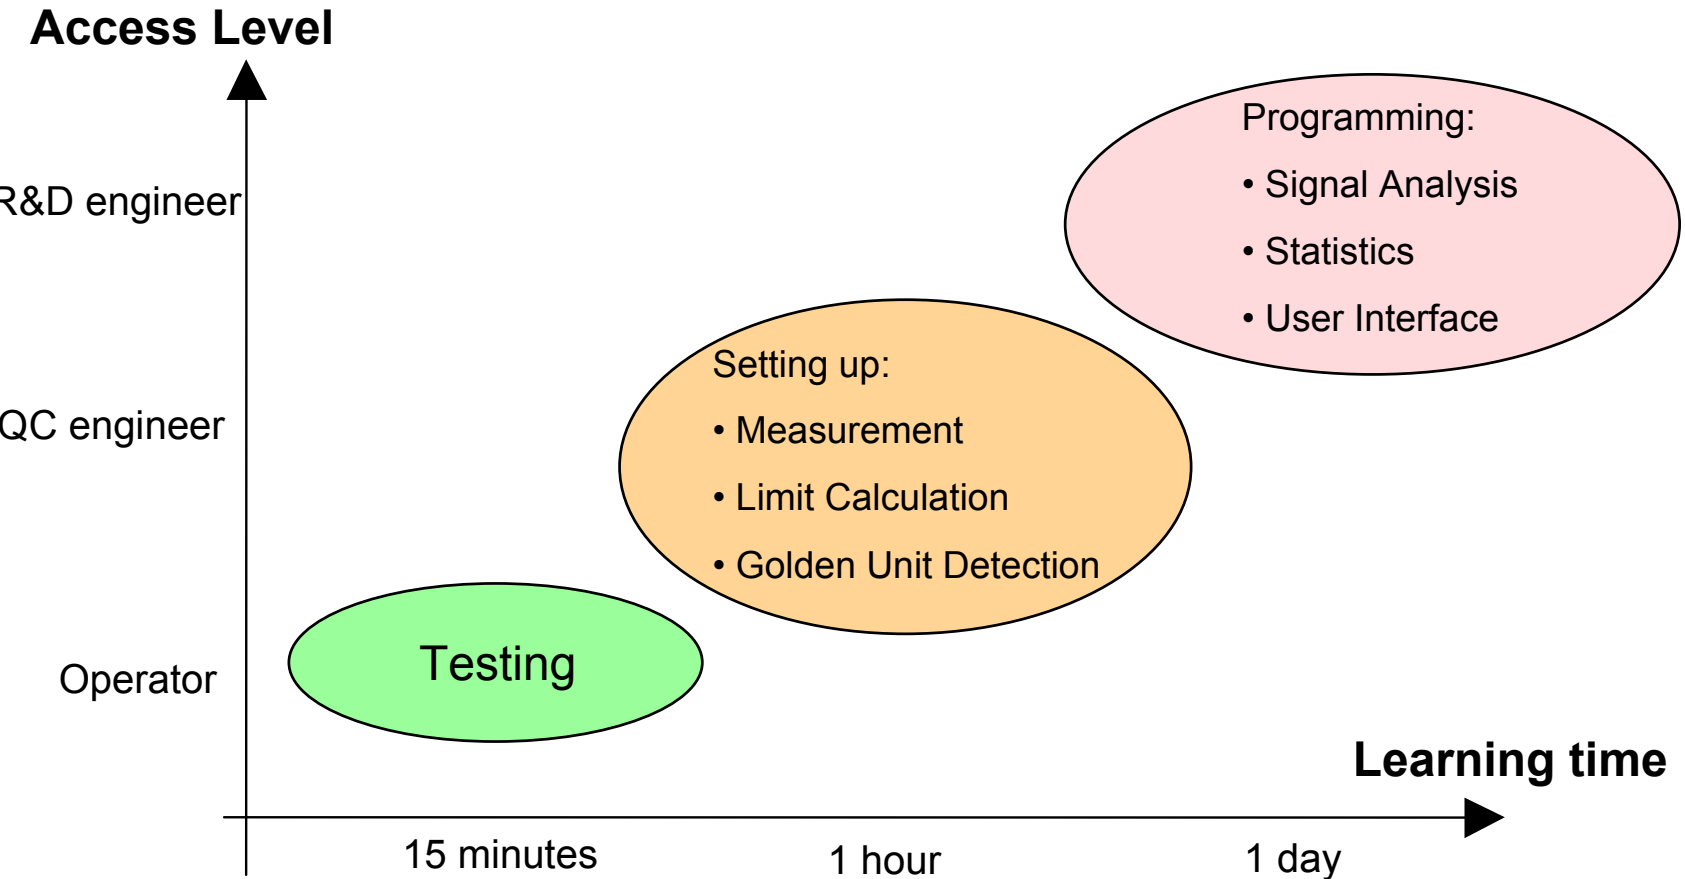 Access Level
Programming:
• Signal Analysis
R&D engineer
• Statistics
• User Interface
Setting up:
QC engineer
• Measurement
• Limit Calculation
• Golden Unit Detection
Testing
Operator
Learning time
15 minutes
1 hour
1 day